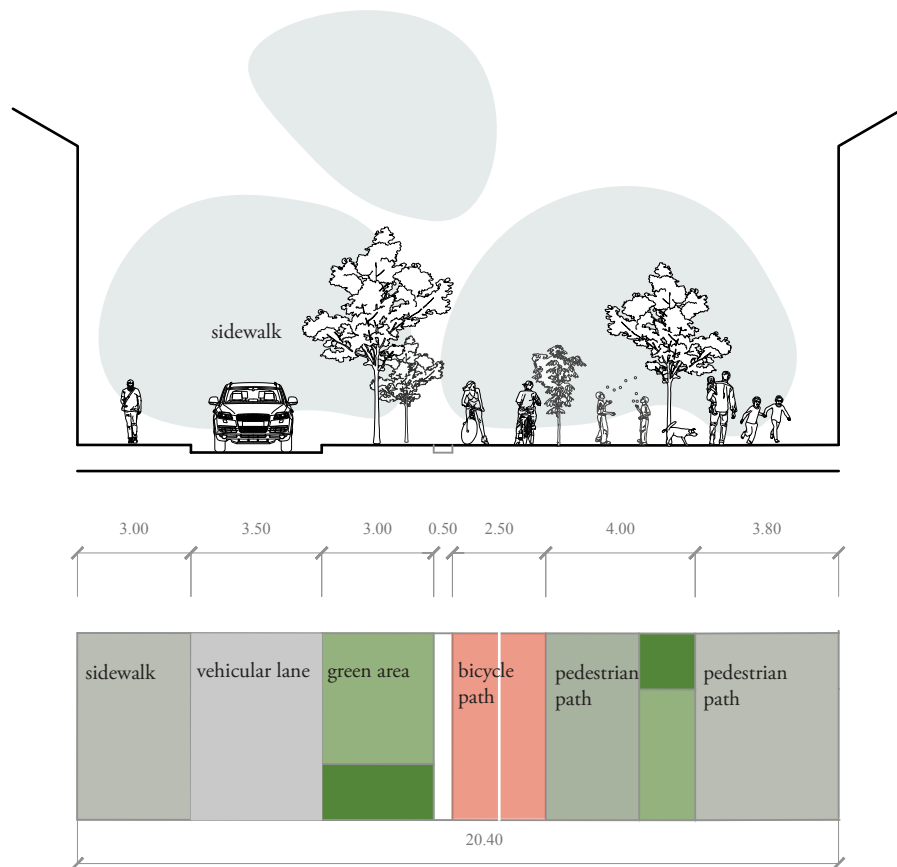 sidewalk
3.00 3.50 3.00 0.50 2.50 4.00 3.80
sidewalk
vehicular lane
green area
bicycle
path
pedestrian
path
pedestrian
path
20.40